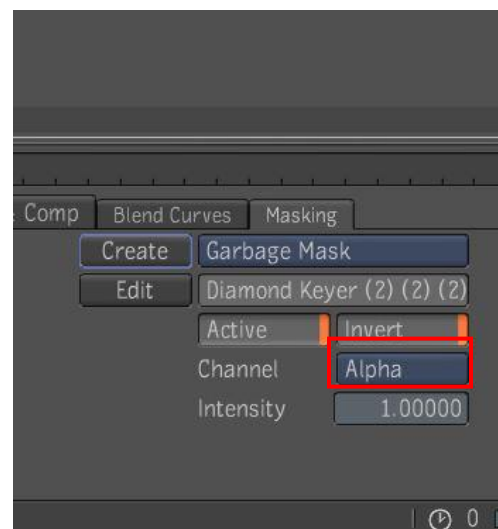 Comp Blend Curves Masking
Create Garbage Mask
Edit Diamond Keyer (2) (2) (2)
Active Invert
Channel Alpha
Intensity 1.00000
0